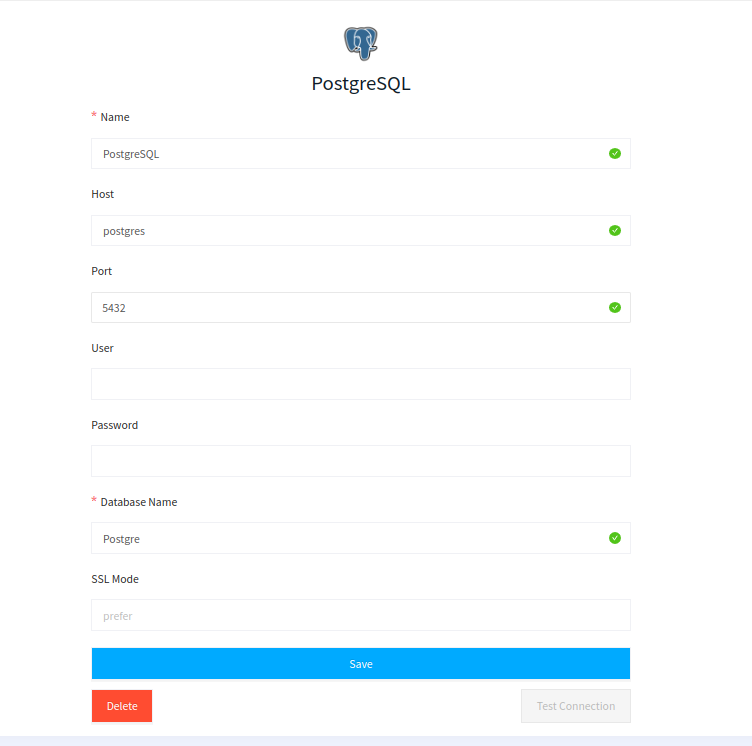 PostgreSQL
* Name
PostgreSQL
Host
postgres
Port
5432
User
Password
* Database Name
Postgre
SSL Mode
prefer
Save
Delete Test Connection